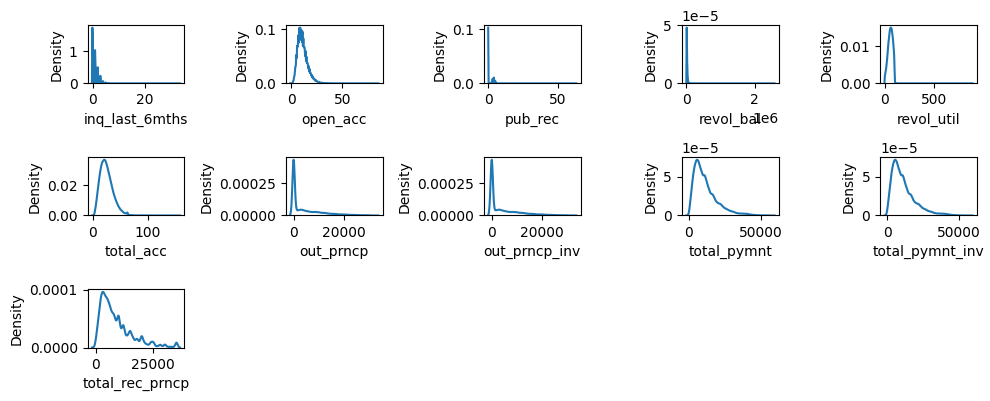 Density
1
0
0 20
inq_last_6mths
Density
0.1
0.0
0 50
open_acc
Density
0.1
0.0
0 50
pub_rec
1e−5
Density
5
0
0 2
1e6
revol_bal
Density
0.01
0.00
0 500
revol_util
Density
0.02
0.00
0 100
total_acc
Density
0.00025
0.00000
0 20000
out_prncp
Density
0.00025
0.00000
0 20000
out_prncp_inv
1e−5
Density
5
0
0 50000
total_pymnt
1e−5
Density
5
0
0 50000
total_pymnt_inv
Density
0.0001
0.0000
0 25000
total_rec_prncp